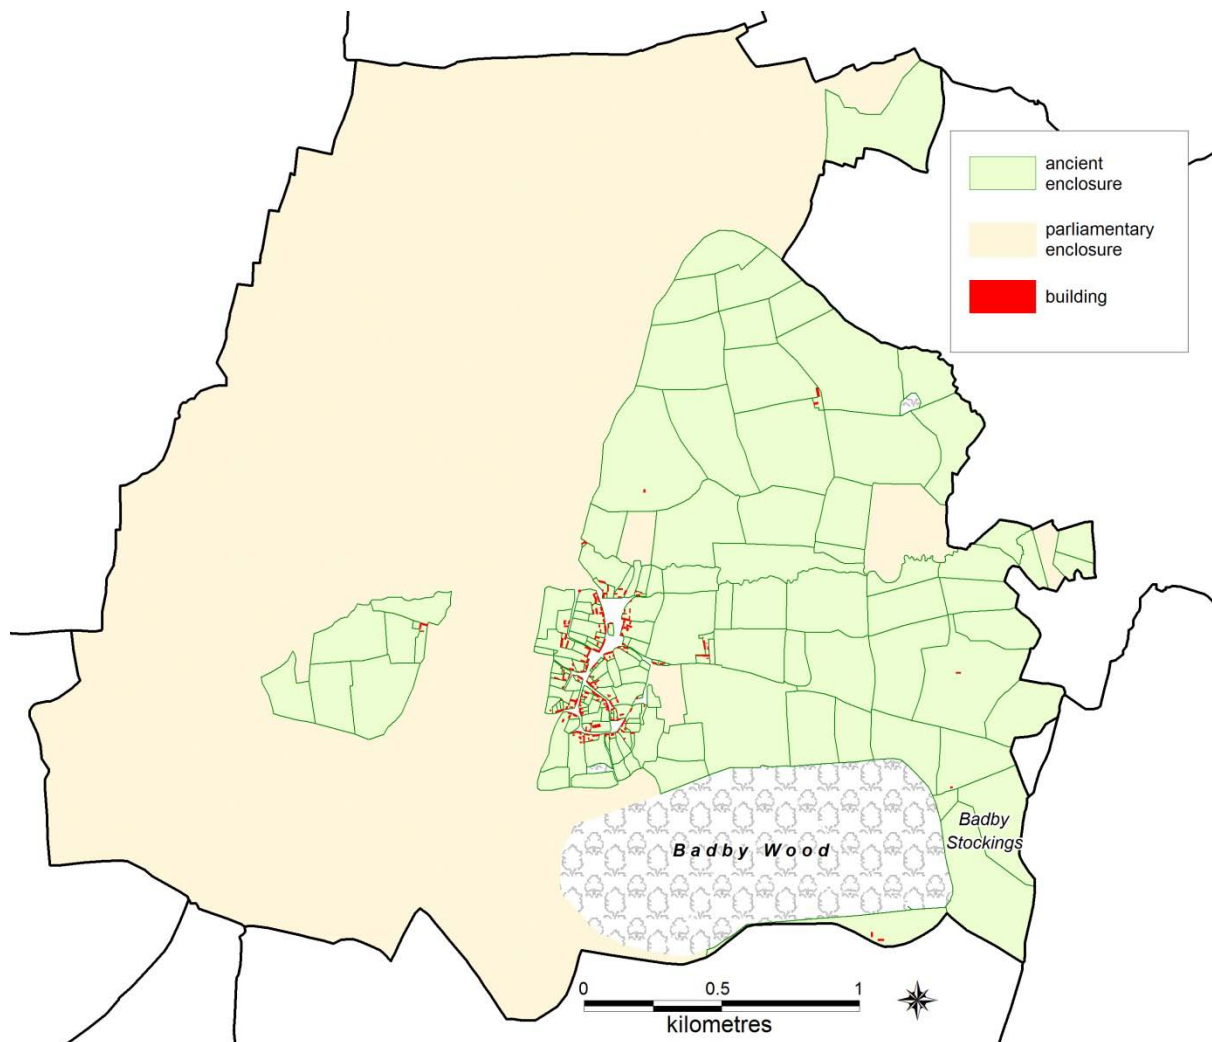 ancient
enclosure
parliamentary
enclosure
building
Badby
Stockings
Badby Wood
0 0.5 1
kilometres